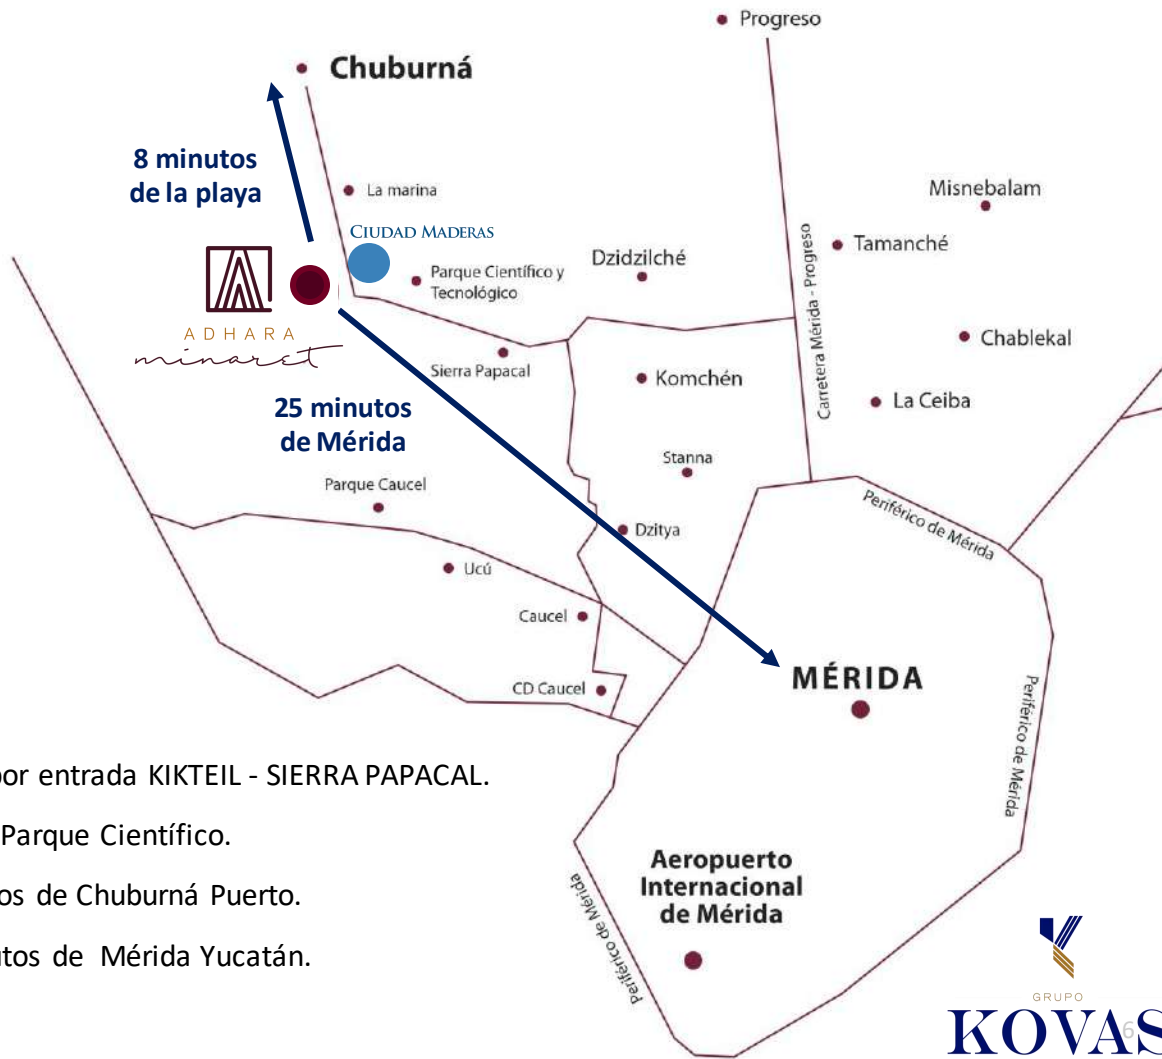 Progreso
Chuburná
8 minutos
de la playa
La marina
Misnebalam
CIUDAD MADERAS
Tamanché
Dzidzilché
Parque Científico y
Tecnológico
Carretera Mérida - Progreso
ADHARA
minaret
Chablekal
Sierra Papacal
Komchén
La Ceiba
25 minutos
de Mérida
Stanna
Parque Caucel
Periférico de Mérida
Dzitya
Ucú
Caucel
MÉRIDA
CD Caucel
Periférico de Mérida
por entrada KIKTEIL - SIERRA PAPACAL.
Parque Científico.
os de Chuburná Puerto.
tos de Mérida Yucatán.
Aeropuerto
Internacional
de Mérida
Periférico de Mérida
GRUPO
KOVAS
6